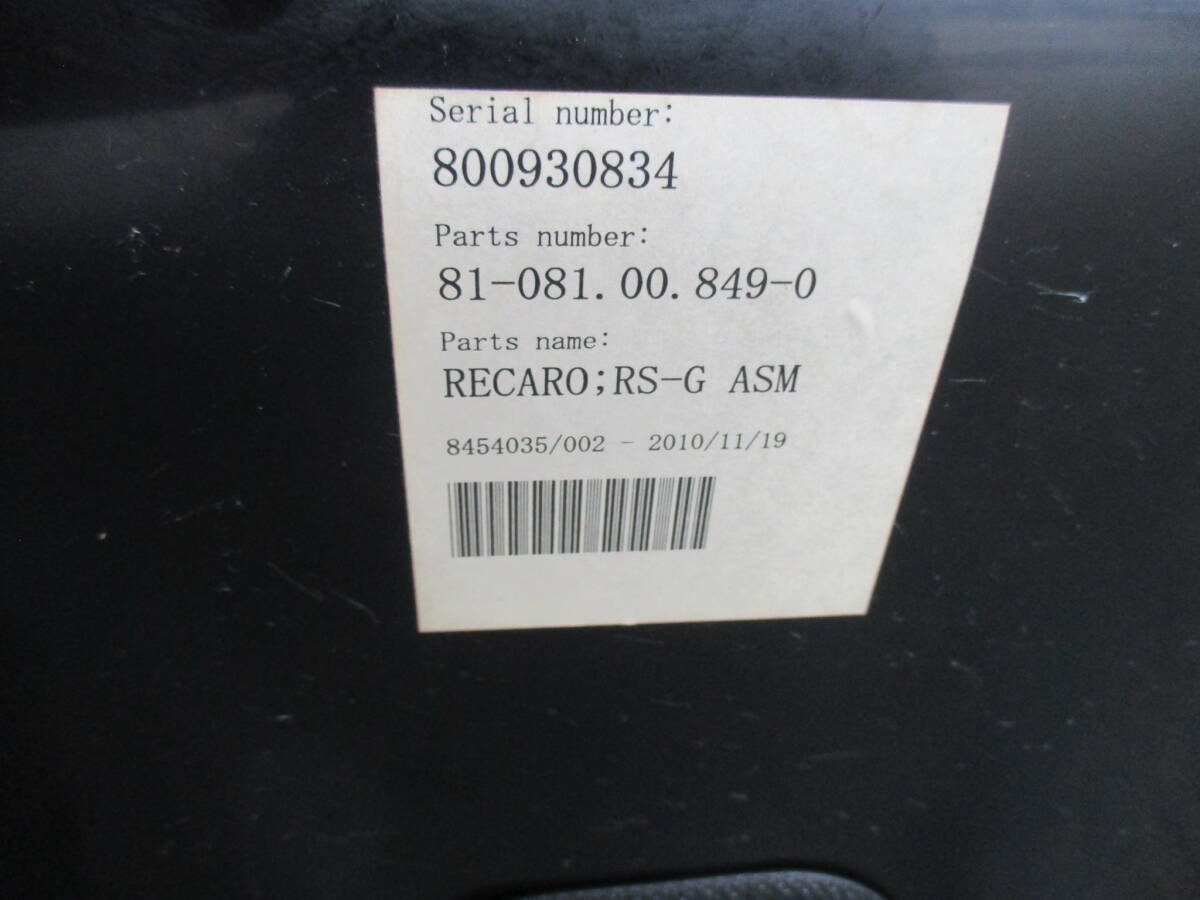 Serial number:
800930834
Parts number:
81-081.00.849-0
Parts name:
RECARO;RS-G ASM
8454035/002 - 2010/11/19